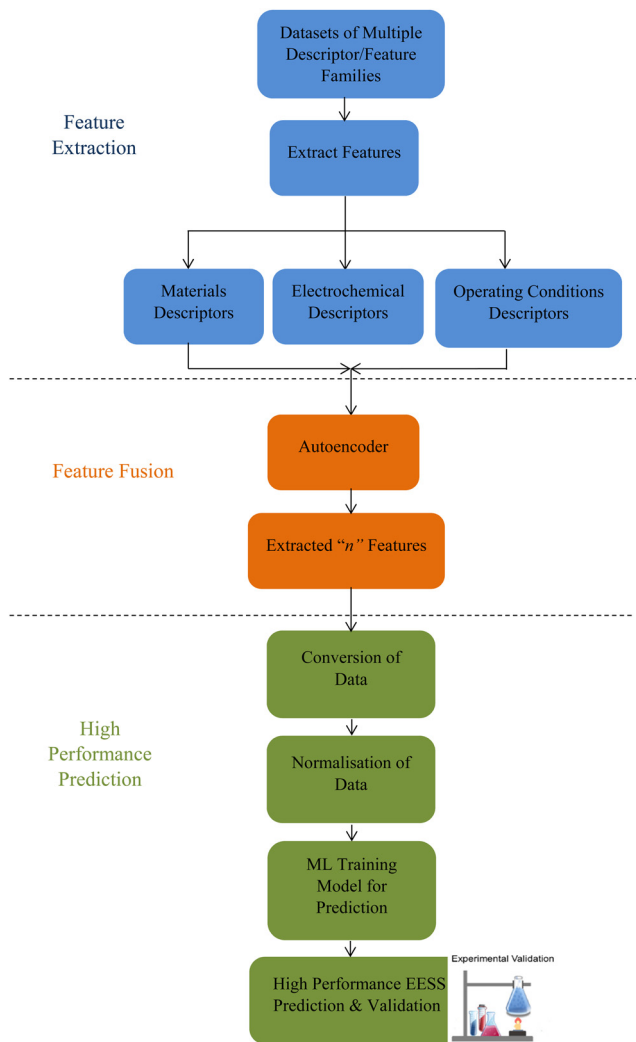 Datasets of Multiple
Descriptor/Feature
Families
Feature
Extraction
Extract Features
Materials
Descriptors
Electrochemical
Descriptors
Operating Conditions
Descriptors
Autoencoder
Feature Fusion
Extracted “n” Features
Conversion of
Data
High
Performance
Prediction
Normalisation of
Data
ML Training
Model for
Prediction
Experimental Validation
High Performance EESS
Prediction & Validation